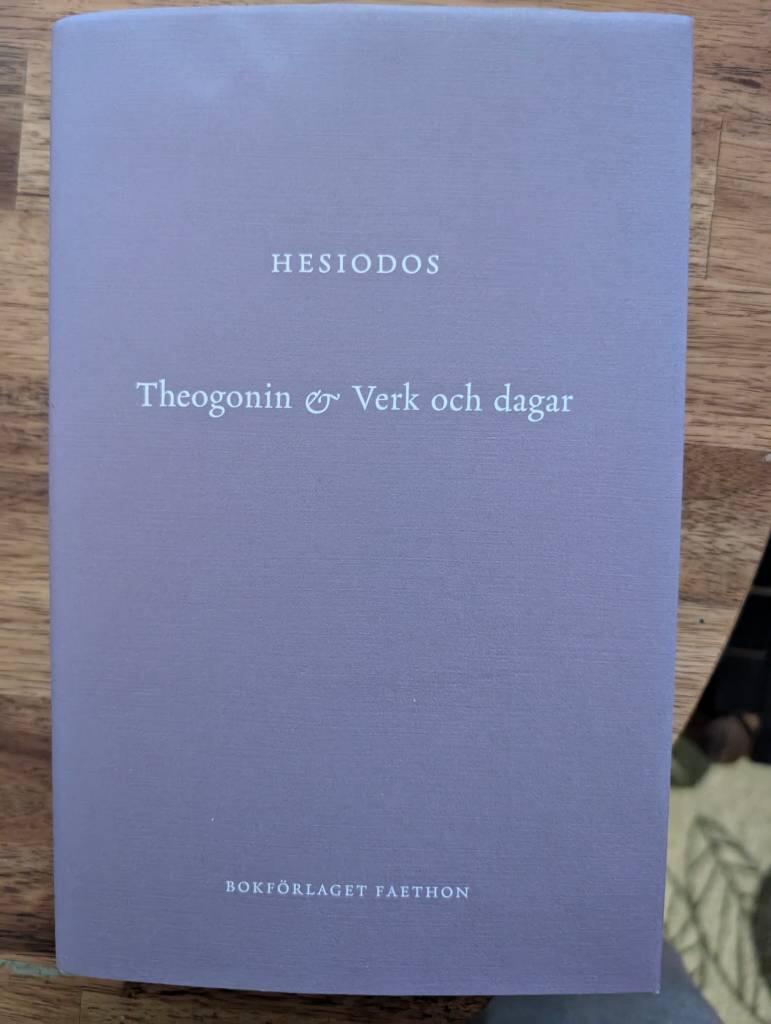 HESIODOS
Theogonin & Verk och dagar
BOKFÖRLAGET FAETHON